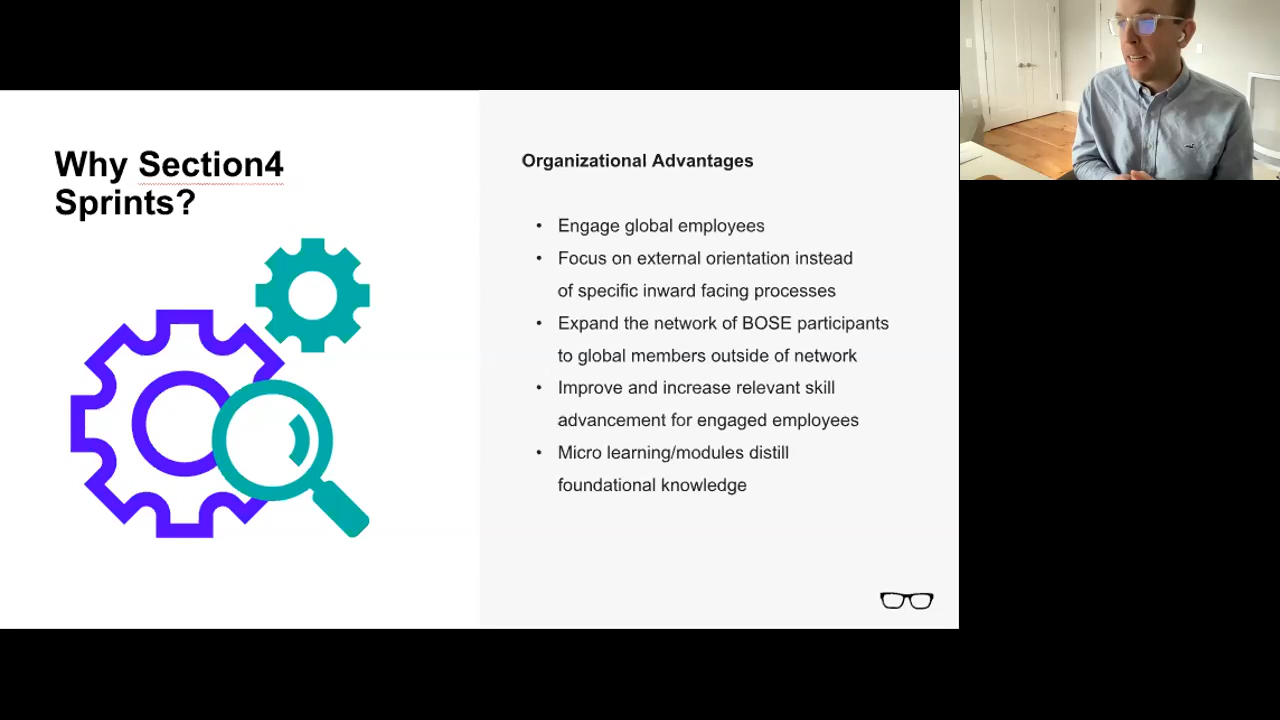 Why Section4
Sprints?
Organizational Advantages
• Engage global employees
• Focus on external orientation instead
of specific inward facing processes
• Expand the network of BOSE participants
to global members outside of network
• Improve and increase relevant skill
advancement for engaged employees
• Micro learning/modules distill
foundational knowledge